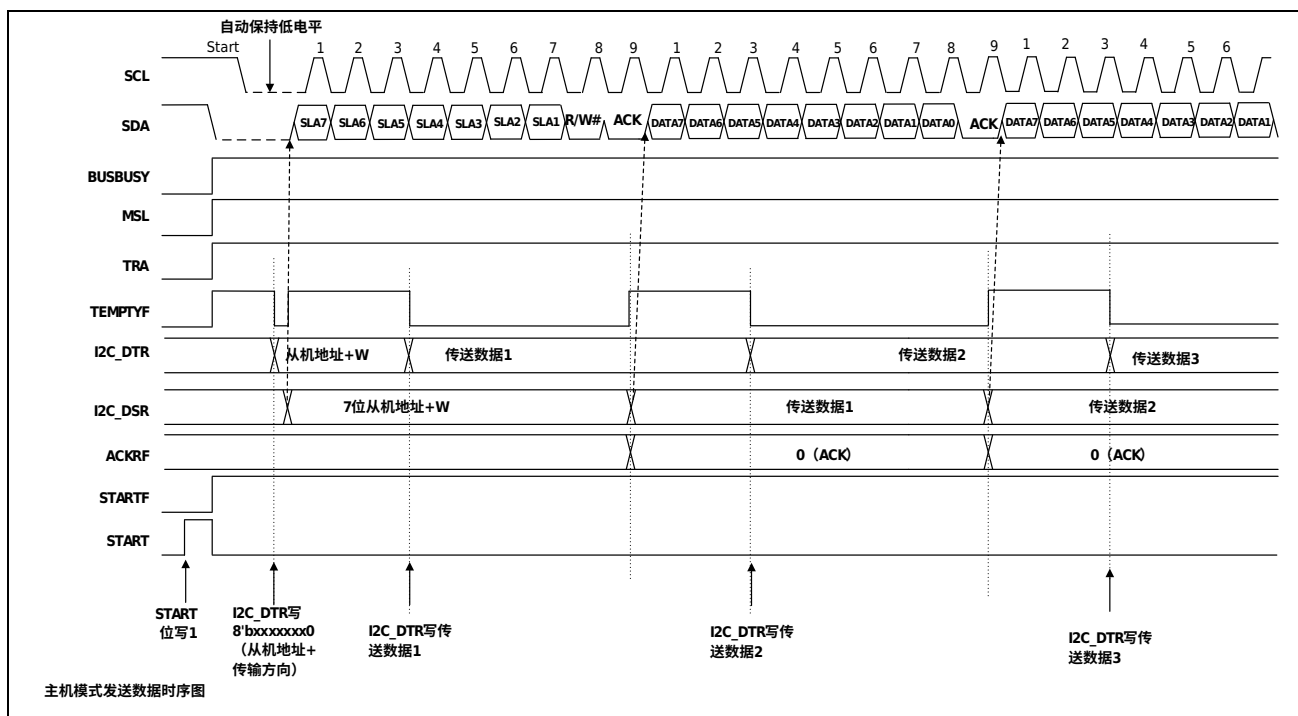 自动保持低电平
Start 1 2 3 4 5 6 7 8 9 1 2 3 4 5 6 7 8 9 1 2 3 4 5 6
SCL
SDA SLA7 SLA6 SLA5 SLA4 SLA3 SLA2 SLA1 R/W# ACK DATA7 DATA6 DATA5 DATA4 DATA3 DATA2 DATA1 DATA0 ACK DATA7 DATA6 DATA5 DATA4 DATA3 DATA2 DATA1
BUSBUSY
MSL
TRA
TEMPTYF
I2C_DTR 从机地址+W 传送数据1 传送数据2 传送数据3
I2C_DSR 7位从机地址+W 传送数据1 传送数据2
ACKRF 0（ACK） 0（ACK）
STARTF
START
START
位写1
I2C_DTR写
8'bxxxxxxx0
（从机地址+
传输方向）
I2C_DTR写传
送数据1
I2C_DTR写传
送数据2
I2C_DTR写传
送数据3
主机模式发送数据时序图